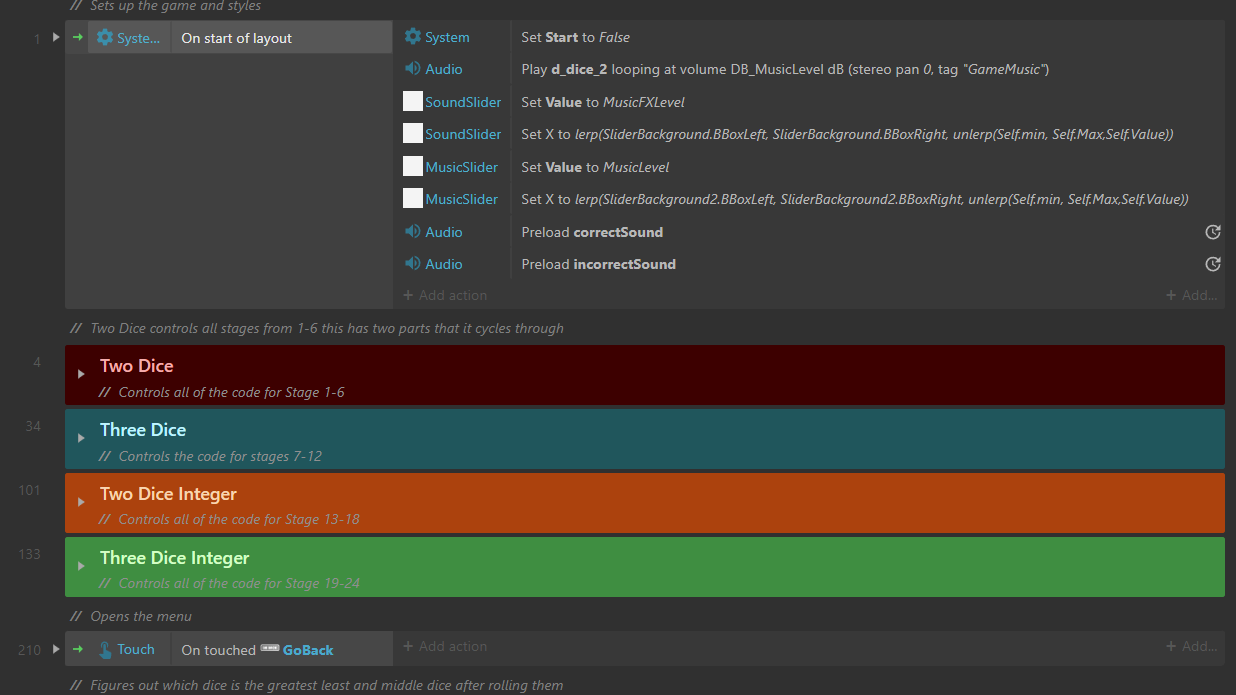 // Sets up the game and styles
1 Syste... On start of layout System Set Start to False
Audio Play d_dice_2 looping at volume DB_MusicLevel dB (stereo pan 0, tag "GameMusic")
SoundSlider Set Value to MusicFXLevel
SoundSlider Set X to lerp(SliderBackground.BBoxLeft, SliderBackground.BBoxRight, unlerp(Self.min, Self.Max,Self.Value))
MusicSlider Set Value to MusicLevel
MusicSlider Set X to lerp(SliderBackground2.BBoxLeft, SliderBackground2.BBoxRight, unlerp(Self.min, Self.Max,Self.Value))
Audio Preload correctSound
Audio Preload incorrectSound
+ Add action + Add...
// Two Dice controls all stages from 1-6 this has two parts that it cycles through
4 Two Dice
// Controls all of the code for Stage 1-6
34 Three Dice
// Controls the code for stages 7-12
101 Two Dice Integer
// Controls all of the code for Stage 13-18
133 Three Dice Integer
// Controls all of the code for Stage 19-24
// Opens the menu
210 Touch On touched GoBack + Add action + Add...
// Figures out which dice is the greatest least and middle dice after rolling them